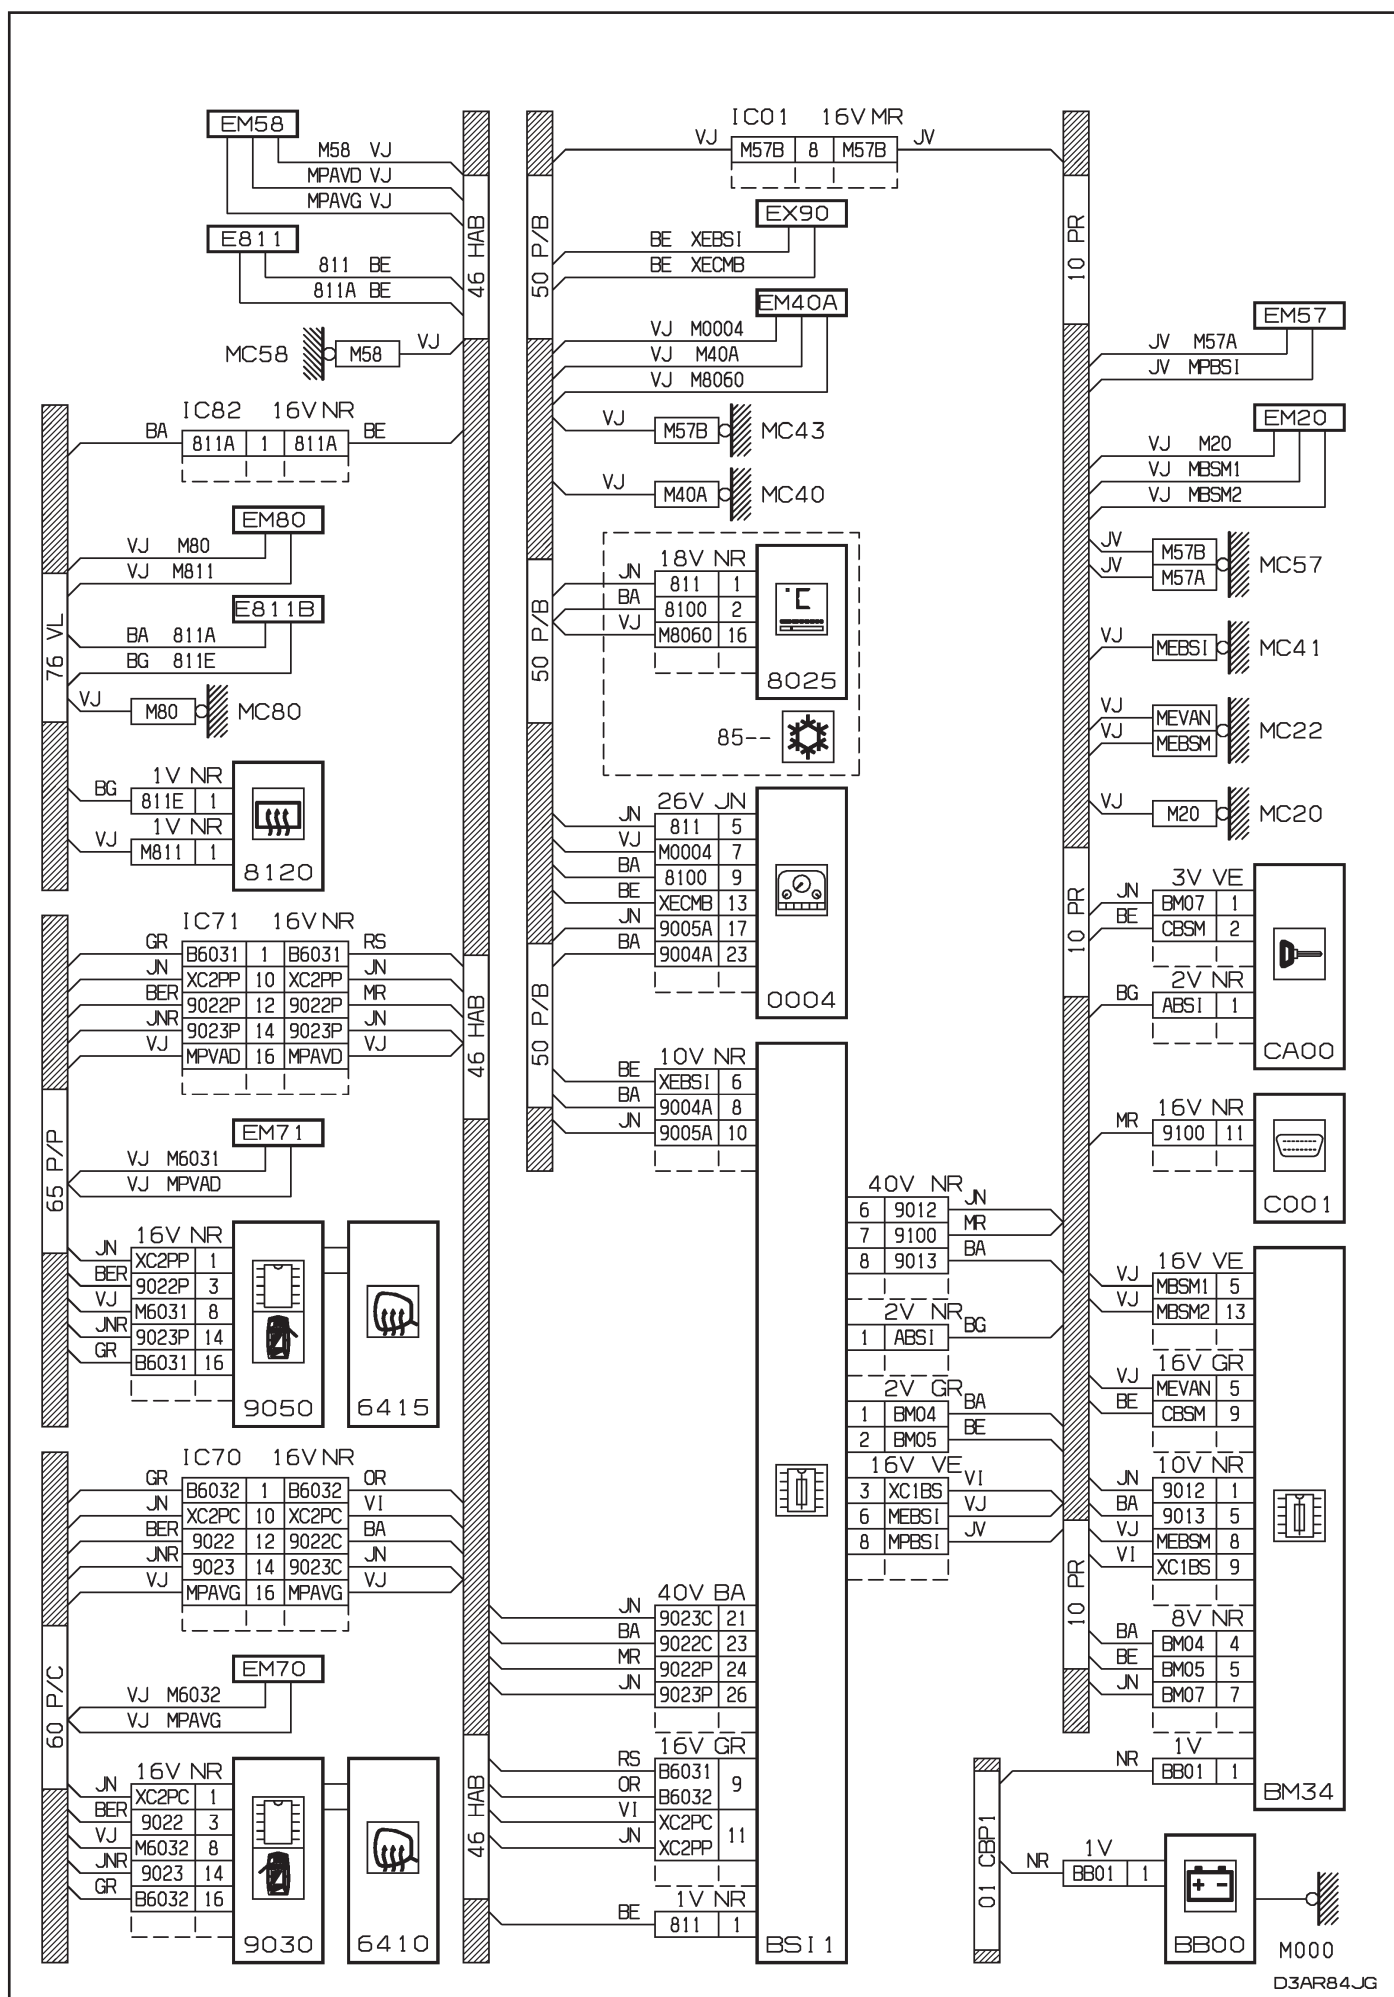 EM58
M58 VJ
MPAVD VJ
MPAVG VJ
E811
811 BE
811A BE
46 HAB
MC58 M58 VJ
IC82 16V NR
BA 811A 1 811A BE
EM80
VJ M80
VJ M811
76 VL
E811B
BA 811A
BG 811E
VJ M80 MC80
1V NR
BG 811E 1
1V NR
VJ M811 1
8120
IC71 16V NR
GR B6031 1 B6031 RS
JN XC2PP 10 XC2PP JN
BER 9022P 12 9022P MR
JNR 9023P 14 9023P JN
VJ MPVAD 16 MPAVD VJ
46 HAB
65 P/P
EM71
VJ M6031
VJ MPVAD
16V NR
JN XC2PP 1
BER 9022P 3
VJ M6031 8
JNR 9023P 14
GR B6031 16
9050
6415
IC70 16V NR
GR B6032 1 B6032 OR
JN XC2PC 10 XC2PC VI
BER 9022 12 9022C BA
JNR 9023 14 9023C JN
VJ MPAVG 16 MPAVG VJ
60 P/C
EM70
VJ M6032
VJ MPAVG
16V NR
JN XC2PC 1
BER 9022 3
VJ M6032 8
JNR 9023 14
GR B6032 16
9030
6410
46 HAB
IC01 16V MR
VJ M57B 8 M57B JV
50 P/B
EX90
BE XEBSI
BE XECMB
EM40A
VJ M0004
VJ M40A
VJ M8060
VJ M57B MC43
VJ M40A MC40
50 P/B
18V NR
JN 811 1
BA 8100 2
VJ M8060 16
°C
8025
85--
26V JN
JN 811 5
VJ M0004 7
BA 8100 9
BE XECMB 13
JN 9005A 17
BA 9004A 23
0004
50 P/B
10V NR
BE XEBSI 6
BA 9004A 8
JN 9005A 10
40V NR
6 9012 JN
7 9100 MR
8 9013 BA
2V NR
1 ABSI BG
2V GR
1 BM04 BA
2 BM05 BE
16V VE
3 XC1BS VI
6 MEBSI VJ
8 MPBSI JV
40V BA
JN 9023C 21
BA 9022C 23
MR 9022P 24
JN 9023P 26
16V GR
RS B6031
9
OR B6032
VI XC2PC
11
JN XC2PP
1V NR
BE 811 1
BSI1
10 PR
EM57
JV M57A
JV MPBSI
EM20
VJ M20
VJ MBSM1
VJ MBSM2
JV M57B
JV M57A
MC57
VJ MEBSI MC41
VJ MEVAN
VJ MEBSM
MC22
VJ M20 MC20
10 PR
3V VE
JN BM07 1
BE CBSM 2
2V NR
BG ABSI 1
CA00
16V NR
MR 9100 11
C001
16V VE
VJ MBSM1 5
VJ MBSM2 13
16V GR
VJ MEVAN 5
BE CBSM 9
10V NR
JN 9012 1
BA 9013 5
VJ MEBSM 8
VI XC1BS 9
10 PR
8V NR
BA BM04 4
BE BM05 5
JN BM07 7
1V
NR BB01 1
BM34
01 CBP1
1V
NR BB01 1
+ -
BB00
M000
D3AR84JG